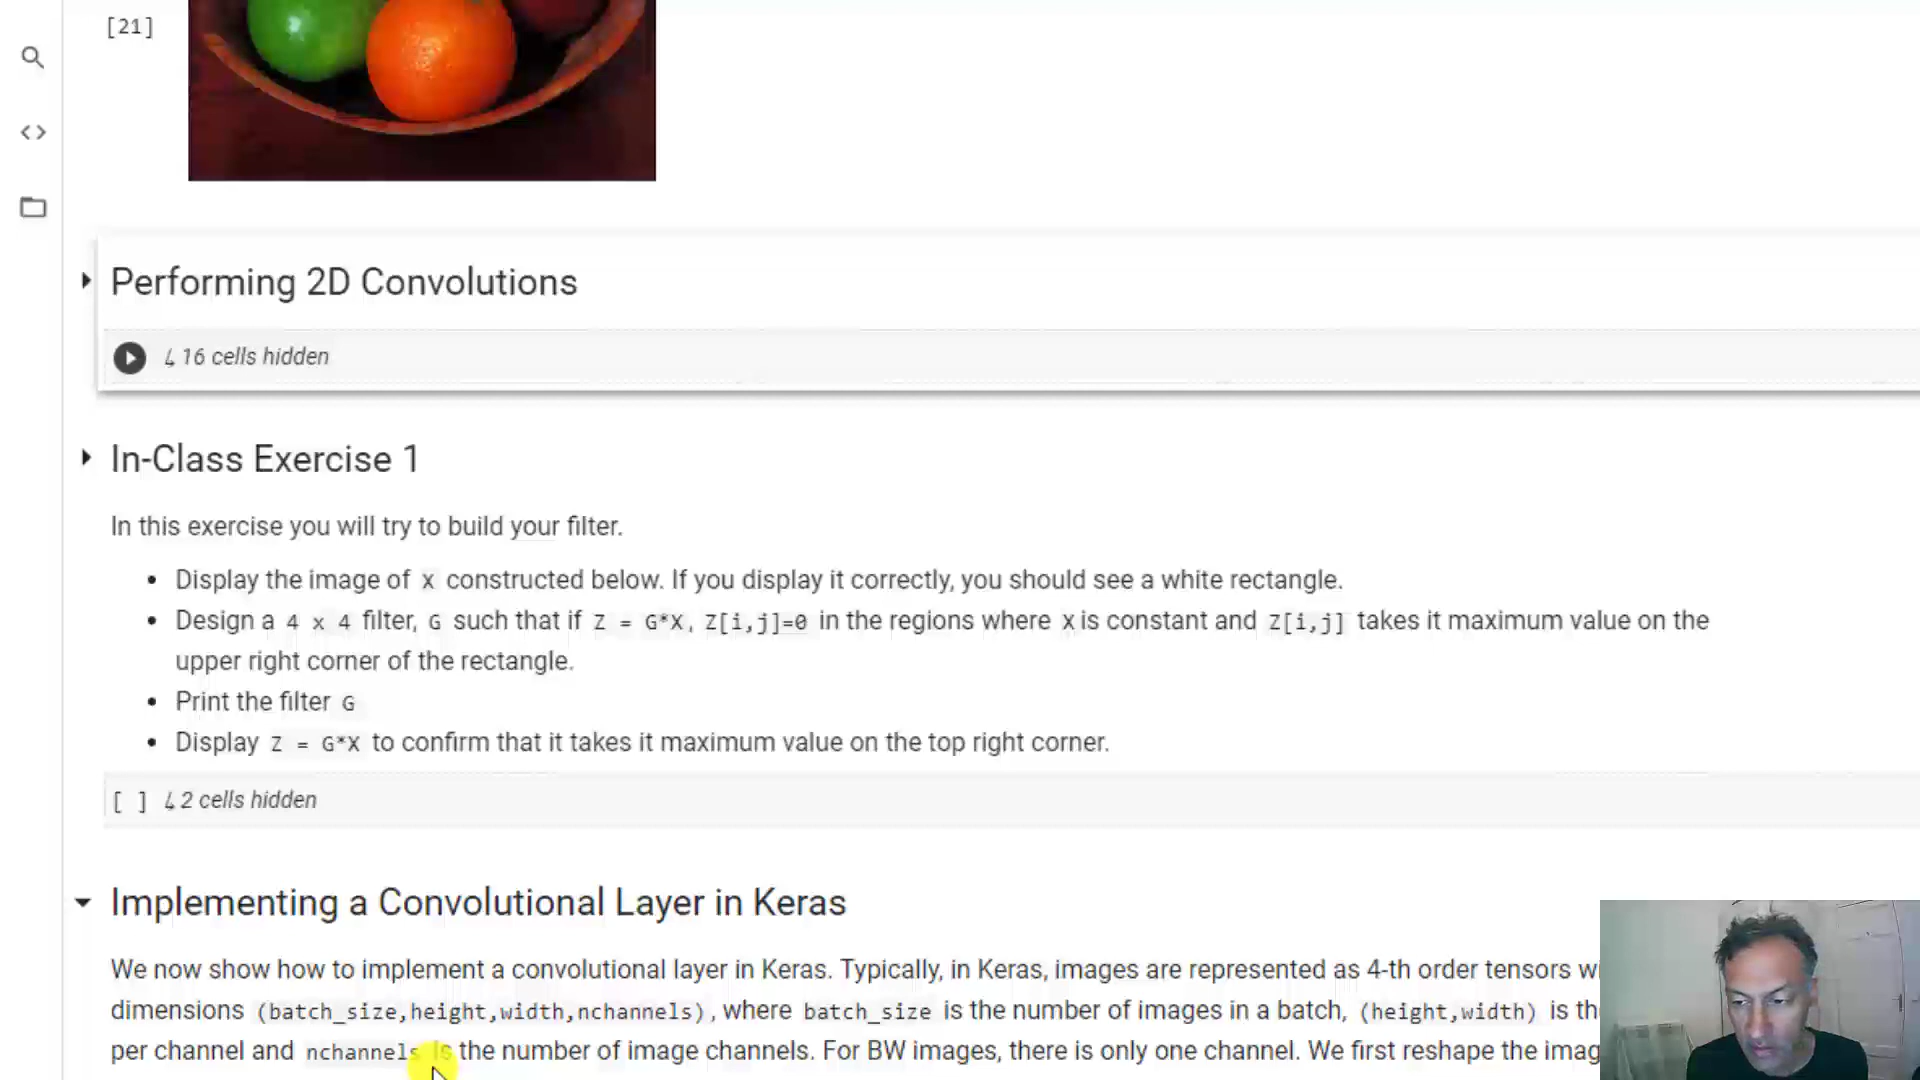 [21]
Performing 2D Convolutions
↳ 16 cells hidden
In-Class Exercise 1
In this exercise you will try to build your filter.
• Display the image of X constructed below. If you display it correctly, you should see a white rectangle.
• Design a 4 x 4 filter, G such that if Z = G*X, Z[i,j]=0 in the regions where X is constant and Z[i,j] takes it maximum value on the
upper right corner of the rectangle.
• Print the filter G
• Display Z = G*X to confirm that it takes it maximum value on the top right corner.
[ ] ↳ 2 cells hidden
Implementing a Convolutional Layer in Keras
We now show how to implement a convolutional layer in Keras. Typically, in Keras, images are represented as 4-th order tensors
dimensions (batch_size,height,width,nchannels), where batch_size is the number of images in a batch, (height,width) is
per channel and nchannels is the number of image channels. For BW images, there is only one channel. We first reshape the